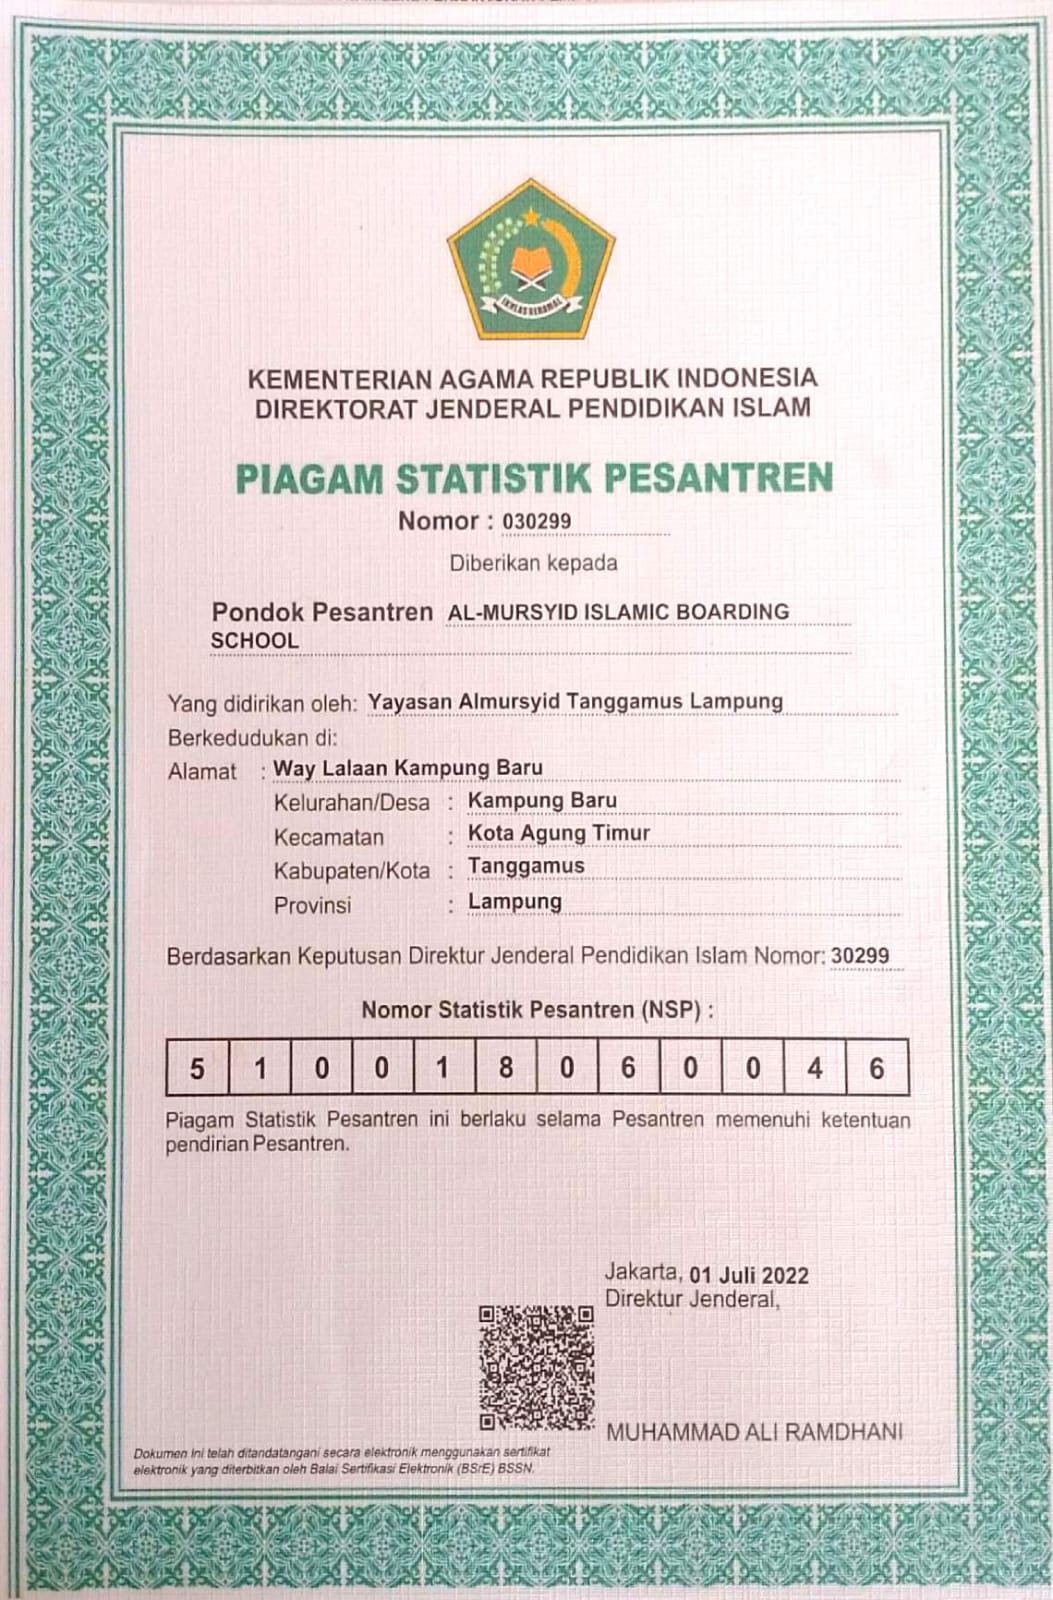 IKHLAS BERAMAL
KEMENTERIAN AGAMA REPUBLIK INDONESIA
DIREKTORAT JENDERAL PENDIDIKAN ISLAM
PIAGAM STATISTIK PESANTREN
Nomor : 030299
Diberikan kepada
Pondok Pesantren AL-MURSYID ISLAMIC BOARDING
SCHOOL
Yang didirikan oleh: Yayasan Almursyid Tanggamus Lampung
Berkedudukan di:
Alamat : Way Lalaan Kampung Baru
Kelurahan/Desa : Kampung Baru
Kecamatan : Kota Agung Timur
Kabupaten/Kota : Tanggamus
Provinsi : Lampung
Berdasarkan Keputusan Direktur Jenderal Pendidikan Islam Nomor: 30299
Nomor Statistik Pesantren (NSP) :
5 1 0 0 1 8 0 6 0 0 4 6
Piagam Statistik Pesantren ini berlaku selama Pesantren memenuhi ketentuan
pendirian Pesantren.
Jakarta, 01 Juli 2022
Direktur Jenderal,
MUHAMMAD ALI RAMDHANI
Dokumen ini telah ditandatangani secara elektronik menggunakan sertifikat
elektronik yang diterbitkan oleh Balai Sertifikasi Elektronik (BSrE) BSSN.